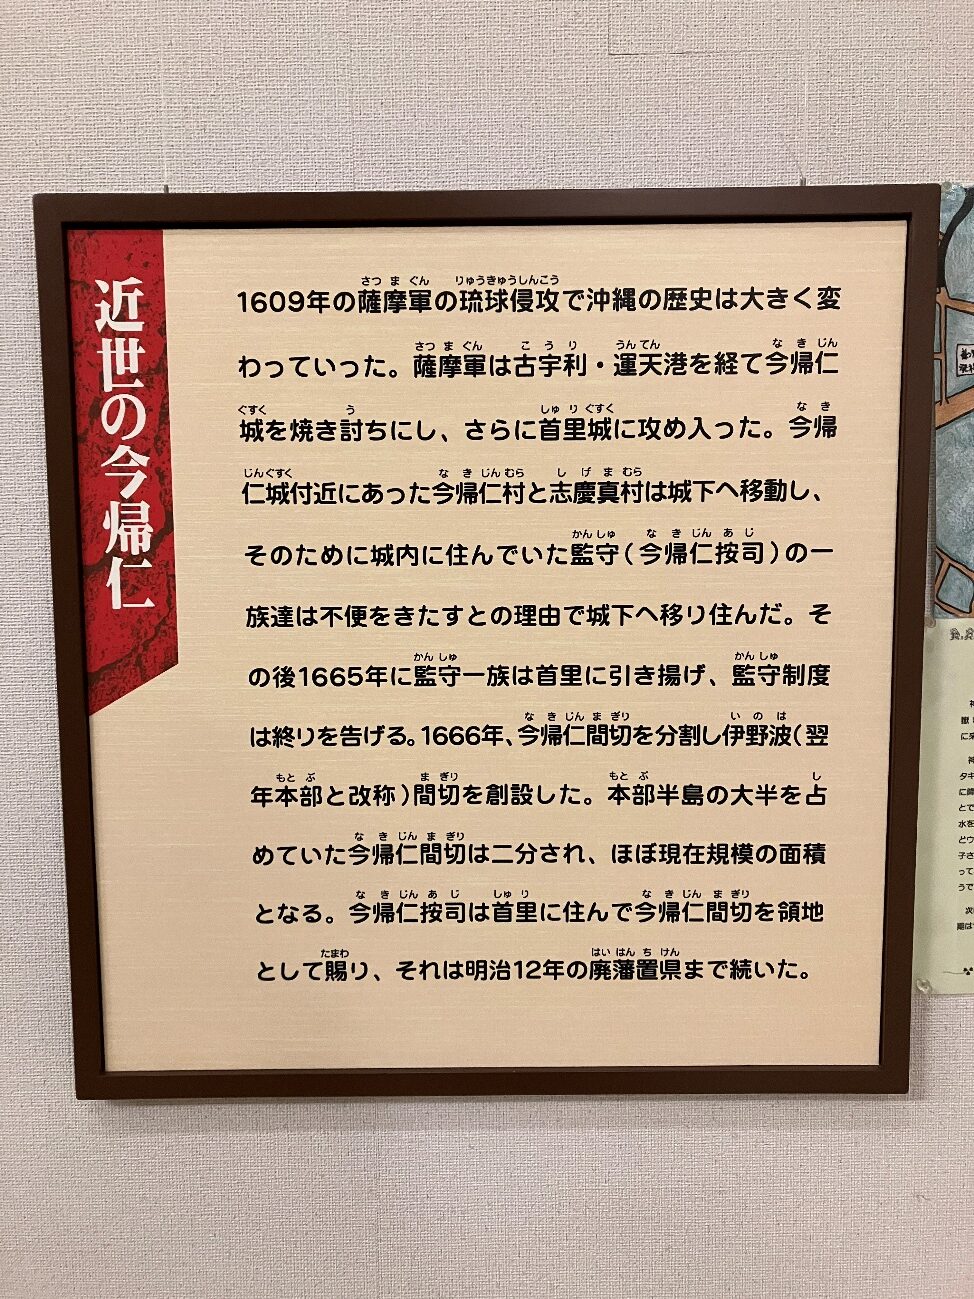 近世の今帰仁
1609年の薩摩軍の琉球侵攻で沖縄の歴史は大きく変
わっていった。薩摩軍は古宇利・運天港を経て今帰仁
城を焼き討ちにし、さらに首里城に攻め入った。今帰
仁城付近にあった今帰仁村と志慶真村は城下へ移動し、
そのために城内に住んでいた監守(今帰仁按司)の一
族達は不便をきたすとの理由で城下へ移り住んだ。そ
の後1665年に監守一族は首里に引き揚げ、監守制度
は終りを告げる。1666年、今帰仁間切を分割し伊野波(翌
年本部と改称)間切を創設した。本部半島の大半を占
めていた今帰仁間切は二分され、ほぼ現在規模の面積
となる。今帰仁按司は首里に住んで今帰仁間切を領地
として賜り、それは明治12年の廃藩置県まで続いた。